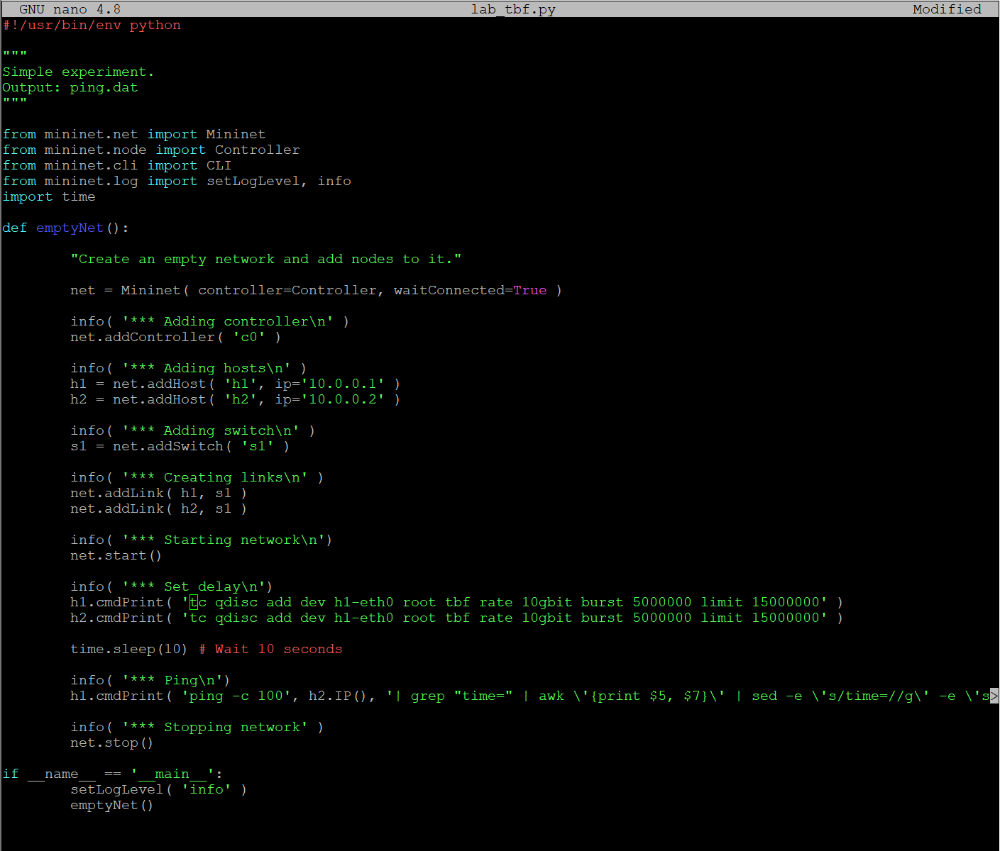 GNU nano 4.8 lab_tbf.py Modified
#!/usr/bin/env python
"""
Simple experiment.
Output: ping.dat
"""
from mininet.net import Mininet
from mininet.node import Controller
from mininet.cli import CLI
from mininet.log import setLogLevel, info
import time
def emptyNet():
"Create an empty network and add nodes to it."
net = Mininet( controller=Controller, waitConnected=True )
info( '*** Adding controller\n' )
net.addController( 'c0' )
info( '*** Adding hosts\n' )
h1 = net.addHost( 'h1', ip='10.0.0.1' )
h2 = net.addHost( 'h2', ip='10.0.0.2' )
info( '*** Adding switch\n' )
s1 = net.addSwitch( 's1' )
info( '*** Creating links\n' )
net.addLink( h1, s1 )
net.addLink( h2, s1 )
info( '*** Starting network\n')
net.start()
info( '*** Set delay\n')
h1.cmdPrint( 'tc qdisc add dev h1-eth0 root tbf rate 10gbit burst 5000000 limit 15000000' )
h2.cmdPrint( 'tc qdisc add dev h1-eth0 root tbf rate 10gbit burst 5000000 limit 15000000' )
time.sleep(10) # Wait 10 seconds
info( '*** Ping\n')
h1.cmdPrint( 'ping -c 100', h2.IP(), '| grep "time=" | awk \'{print $5, $7}\' | sed -e \'s/time=//g\' -e \'s>
info( '*** Stopping network' )
net.stop()
if __name__ == '__main__':
setLogLevel( 'info' )
emptyNet()